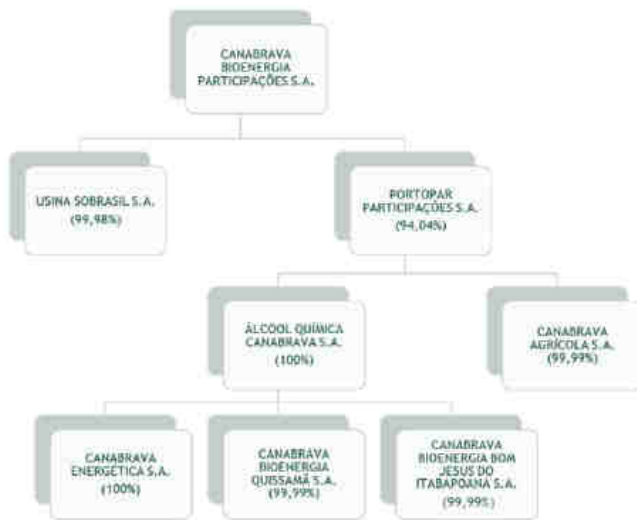 CANABRAVA
BIOENERGIA
PARTICIPAÇÕES S.A.
USINA SOBRASIL S.A.
(99,98%)
PORTOPAR
PARTICIPAÇÕES S.A.
(94,04%)
ÁLCOOL QUÍMICA
CANABRAVA S.A.
(100%)
CANABRAVA
AGRÍCOLA S.A.
(99,99%)
CANABRAVA
ENERGÉTICA S.A.
(100%)
CANABRAVA
BIOENERGIA
QUISSAMÃ S.A.
(99,99%)
CANABRAVA
BIOENERGIA BOM
JESUS DO
ITABAPOANA S.A.
(99,99%)